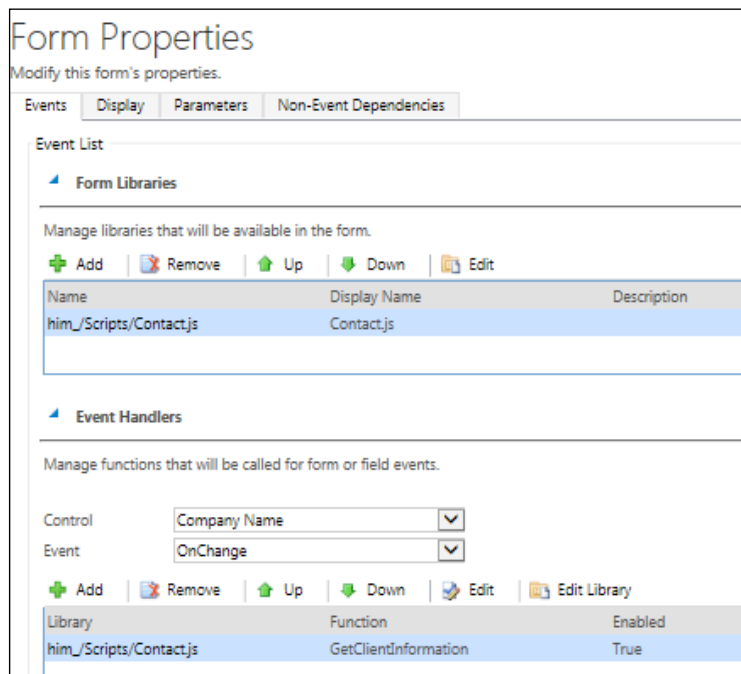 Form Properties
Modify this form's properties.
Events Display Parameters Non-Event Dependencies
Event List
Form Libraries
Manage libraries that will be available in the form.
Add Remove Up Down Edit
Name Display Name Description
him_/Scripts/Contact.js Contact.js
Event Handlers
Manage functions that will be called for form or field events.
Control Company Name
Event OnChange
Add Remove Up Down Edit Edit Library
Library Function Enabled
him_/Scripts/Contact.js GetClientInformation True